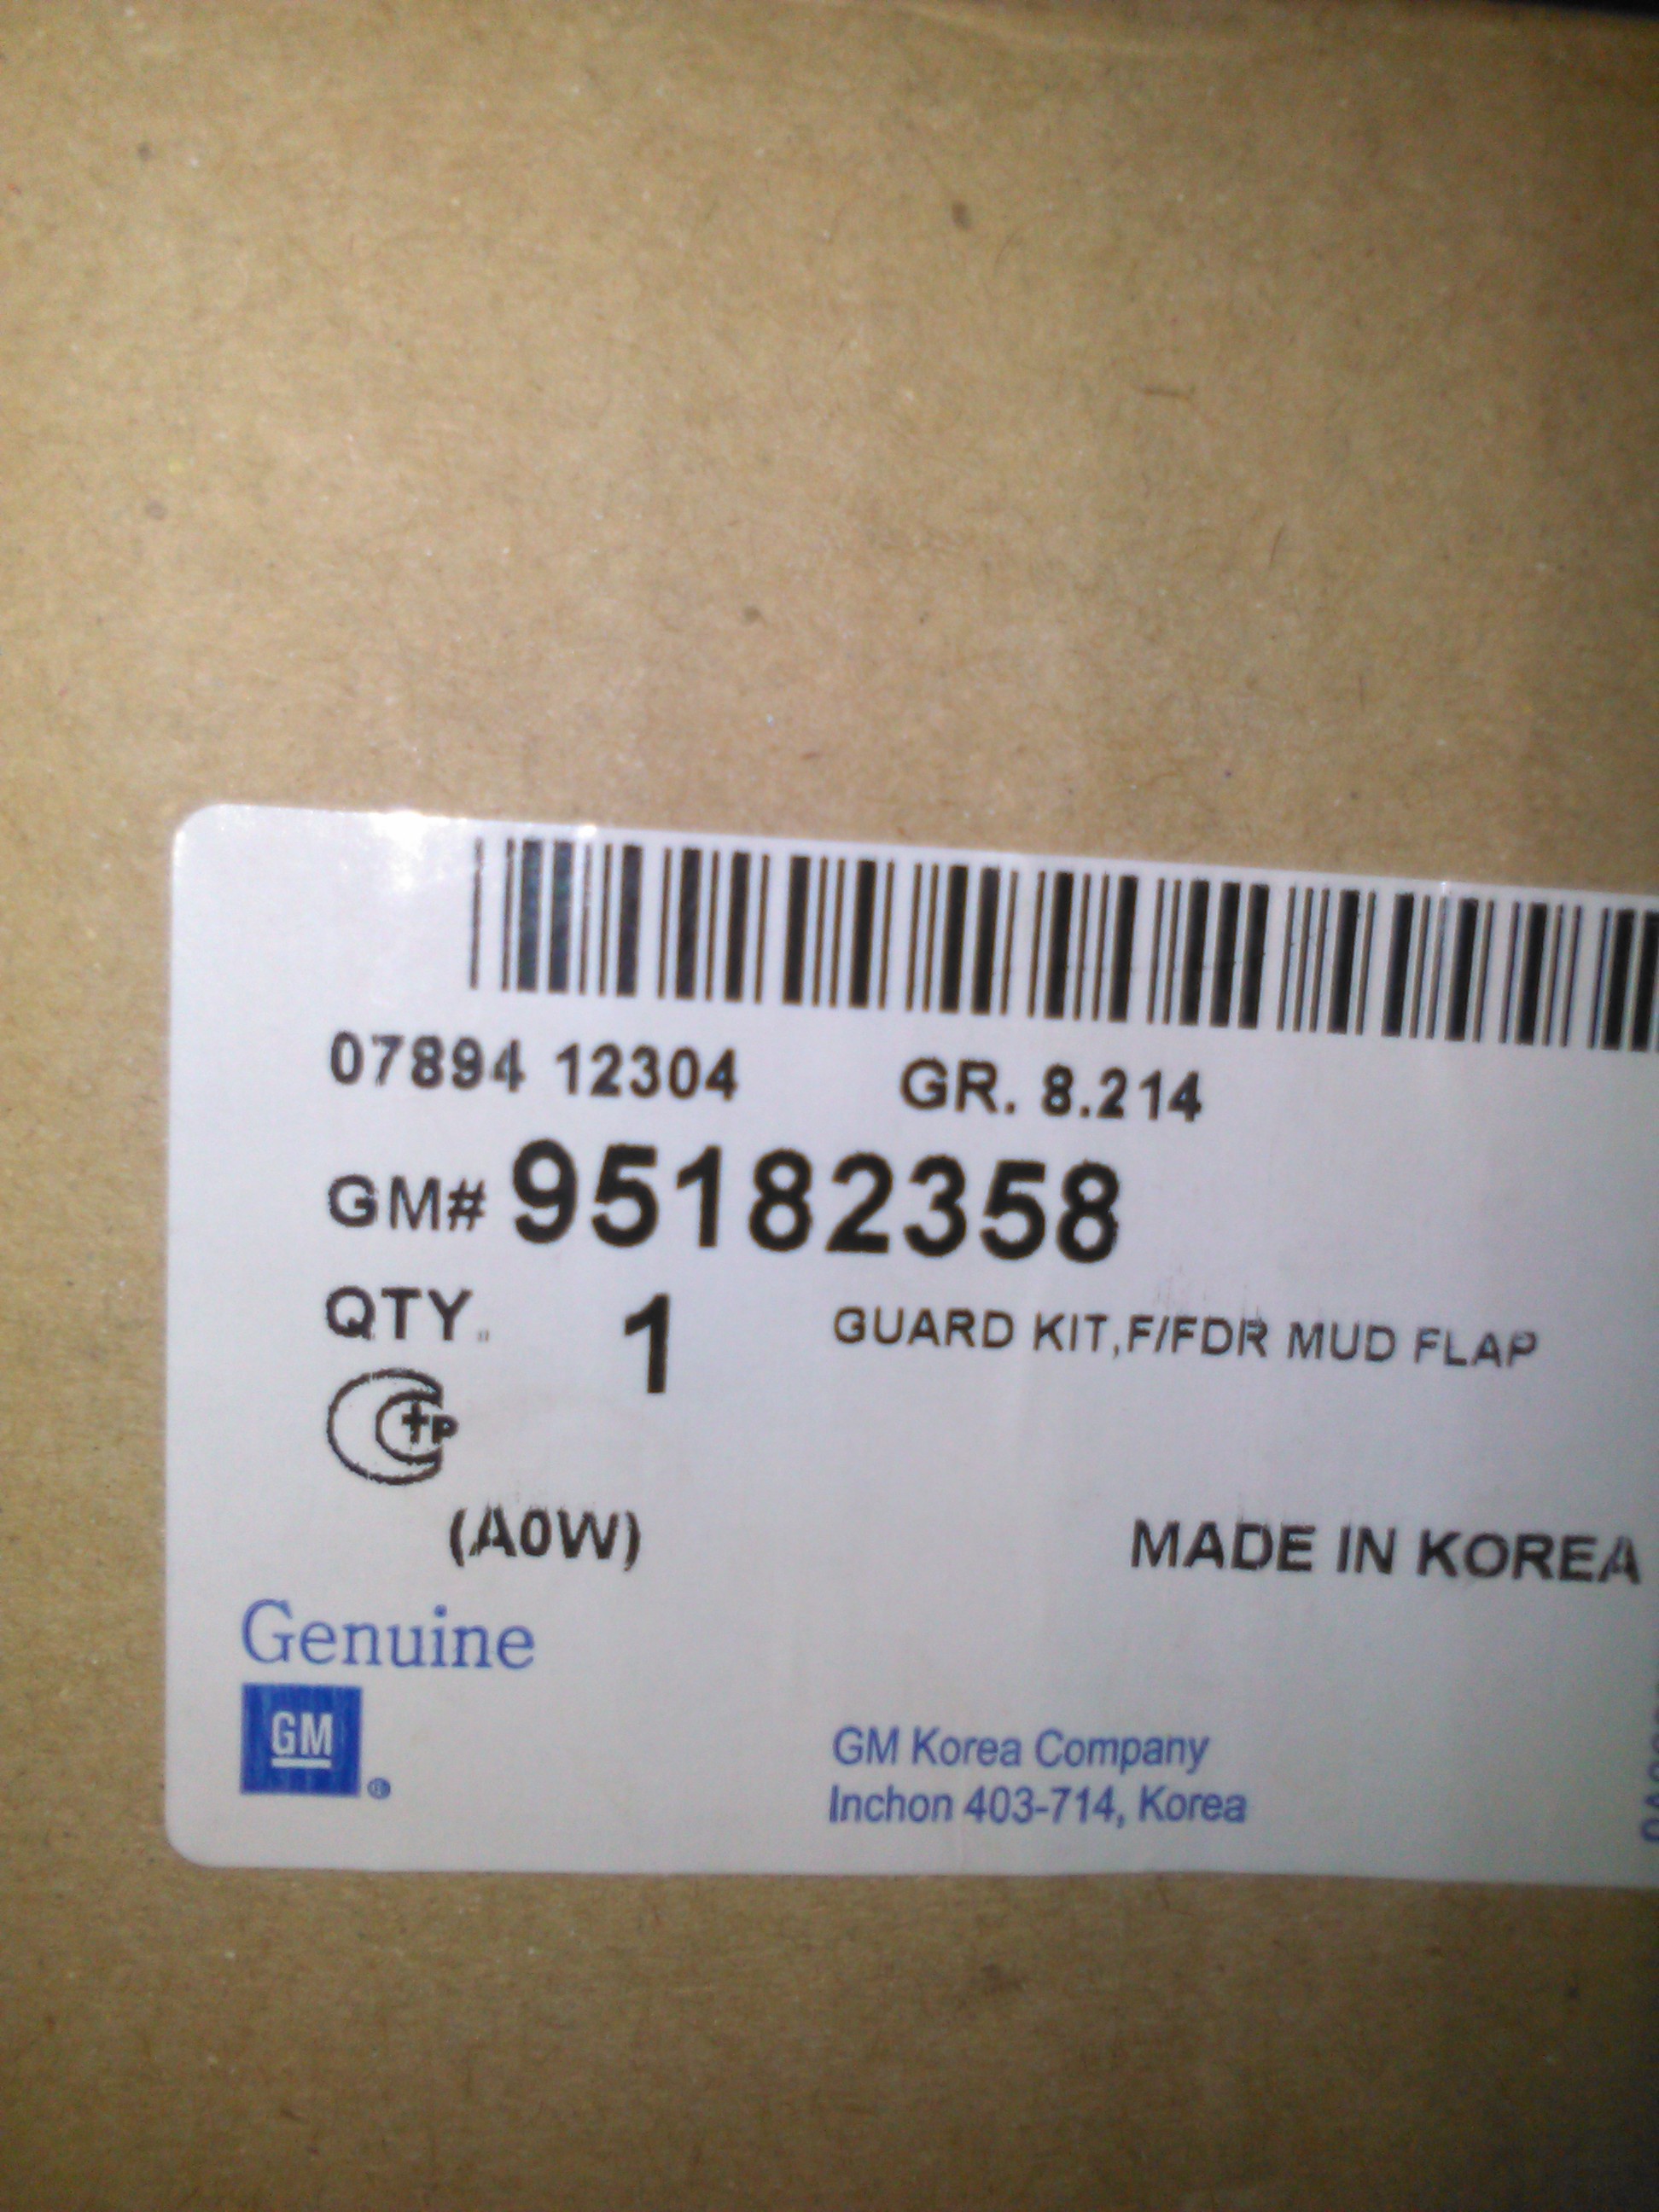 07894 12304 GR. 8.214
GM# 95182358
QTY. 1 GUARD KIT,F/FDR MUD FLAP
(A0W) MADE IN KOREA
Genuine
GM ®
GM Korea Company
Inchon 403-714, Korea